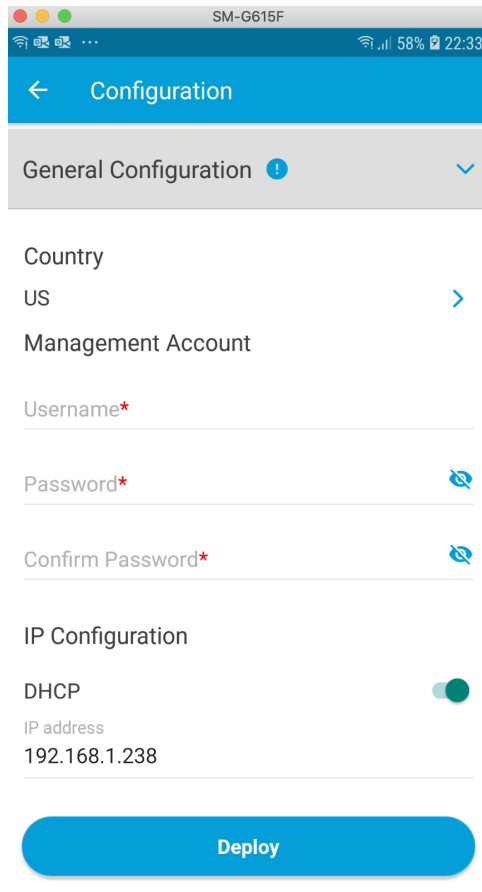 SM-G615F
58% 22:33
Configuration
General Configuration
Country
US
Management Account
Username*
Password*
Confirm Password*
IP Configuration
DHCP
IP address
192.168.1.238
Deploy